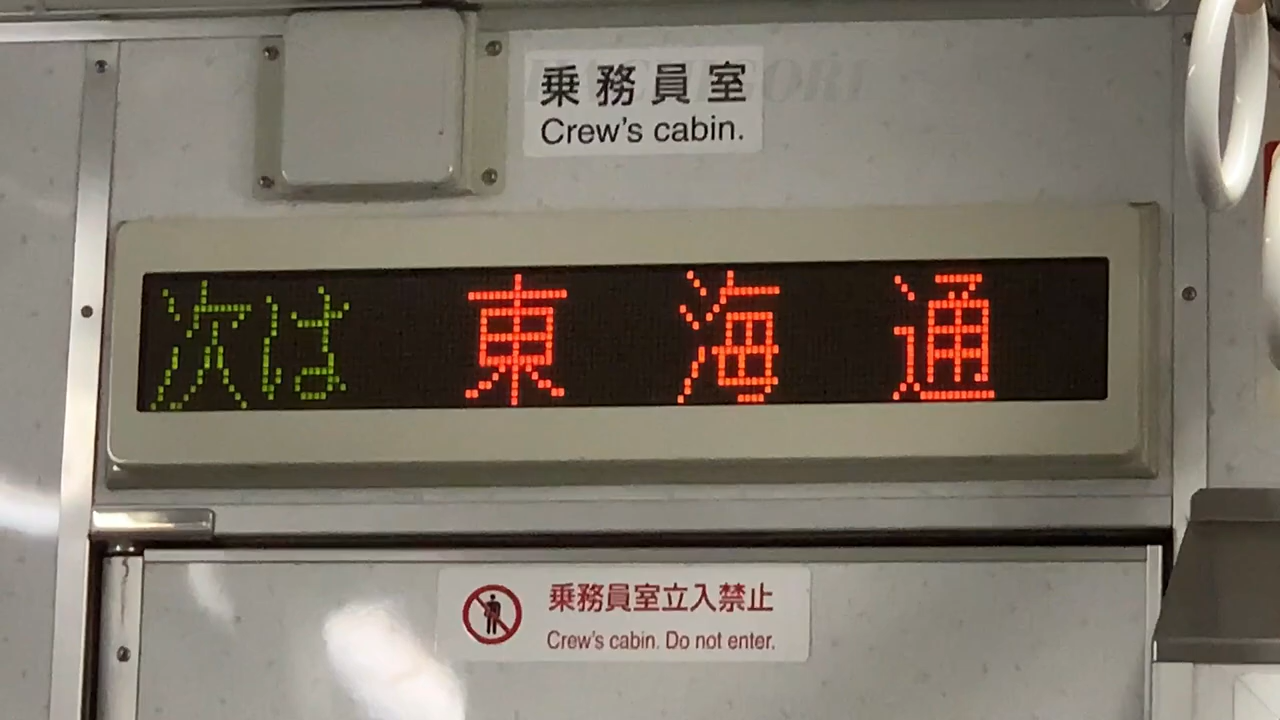 乗務員室
Crew's cabin.
次は 東海通
乗務員室立入禁止
Crew's cabin. Do not enter.